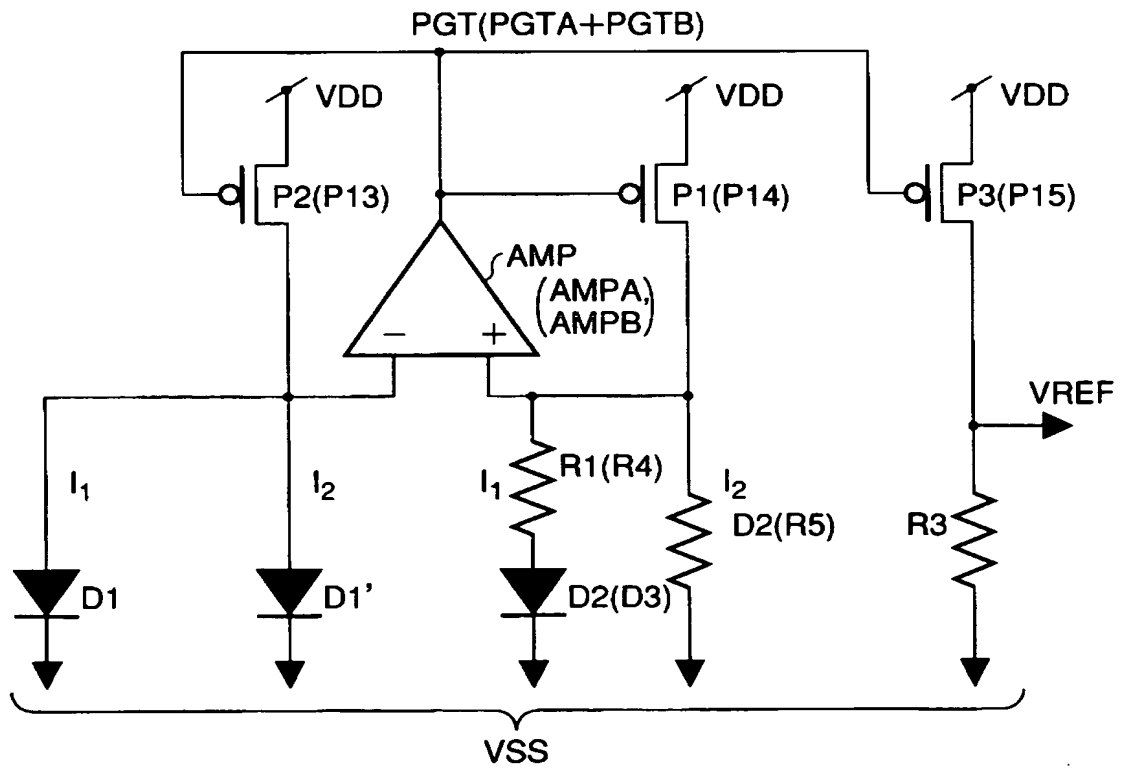 PGT(PGTA+PGTB)
VDD
VDD
VDD
P2(P13)
P1(P14)
P3(P15)
AMP
(AMPA,
AMPB)
− +
VREF
I1
I2
I1
R1(R4)
I2
D2(R5)
R3
D1
D1'
D2(D3)
VSS